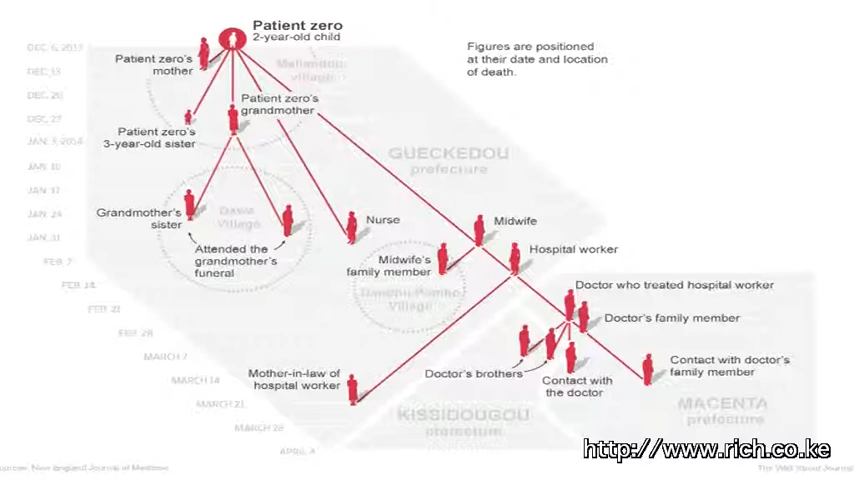 Patient zero
2-year-old child
Figures are positioned
at their date and location
of death.
Patient zero's
mother
Meliandou
village
Patient zero's
grandmother
Patient zero's
3-year-old sister
GUECKEDOU
prefecture
Grandmother's
sister
Dawa
Village
Nurse
Midwife
Attended the
grandmother's
funeral
Midwife's
family member
Hospital worker
Village
Doctor who treated hospital worker
Doctor's family member
Mother-in-law of
hospital worker
Doctor's brothers
Contact with
the doctor
Contact with doctor's
family member
KISSIDOUGOU
prefecture
MACENTA
prefecture
DEC. 6, 2013
DEC. 13
DEC. 20
DEC. 27
JAN. 3, 2014
JAN. 10
JAN. 17
JAN. 24
JAN. 31
FEB. 7
FEB. 14
FEB. 21
FEB. 28
MARCH 7
MARCH 14
MARCH 21
MARCH 28
APRIL 4
http://www.rich.co.ke
New England Journal of Medicine
The Wall Street Journal